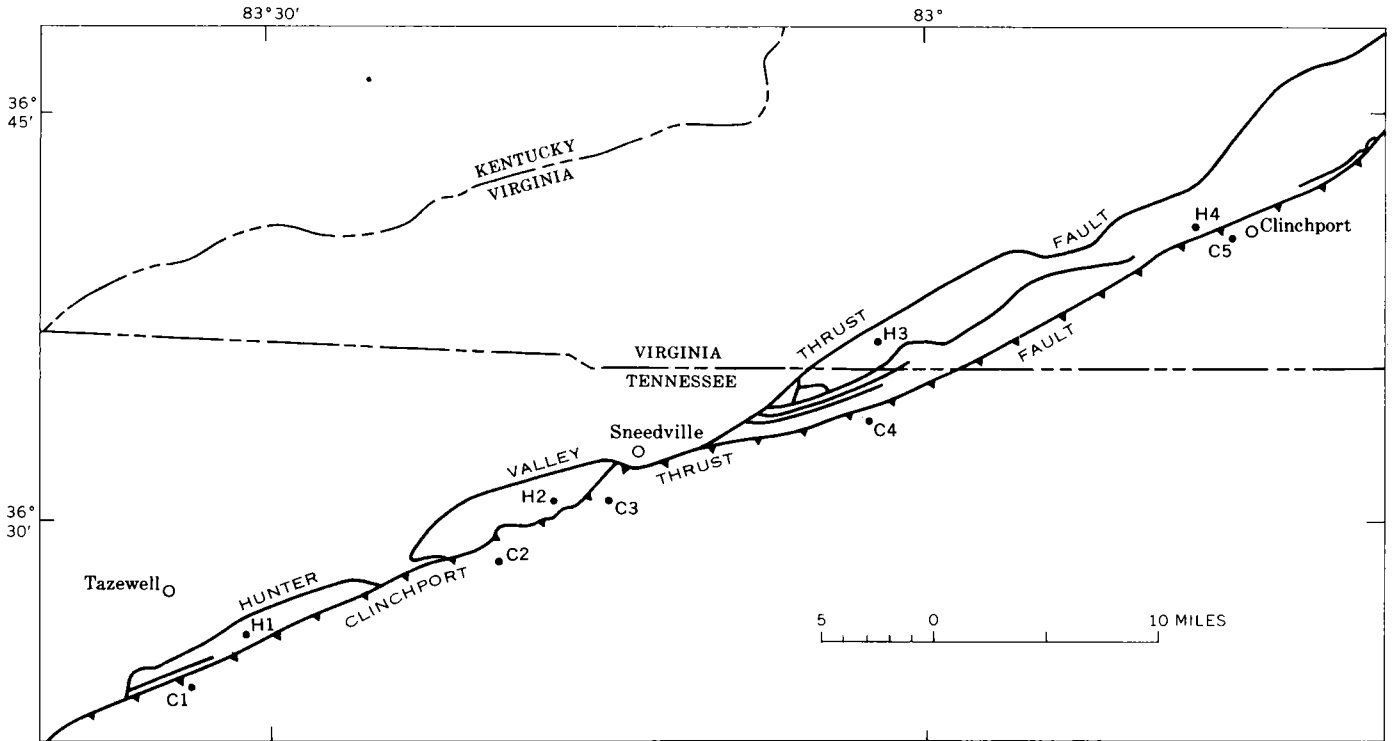 83° 30'
83°
36°
45'
KENTUCKY
VIRGINIA
H4
Clinchport
C5
FAULT
THRUST
H3
FAULT
VIRGINIA
TENNESSEE
C4
Sneedville
VALLEY
THRUST
H2
C3
36°
30'
C2
Tazewell
HUNTER
CLINCHPORT
H1
C1
5 0 10 MILES